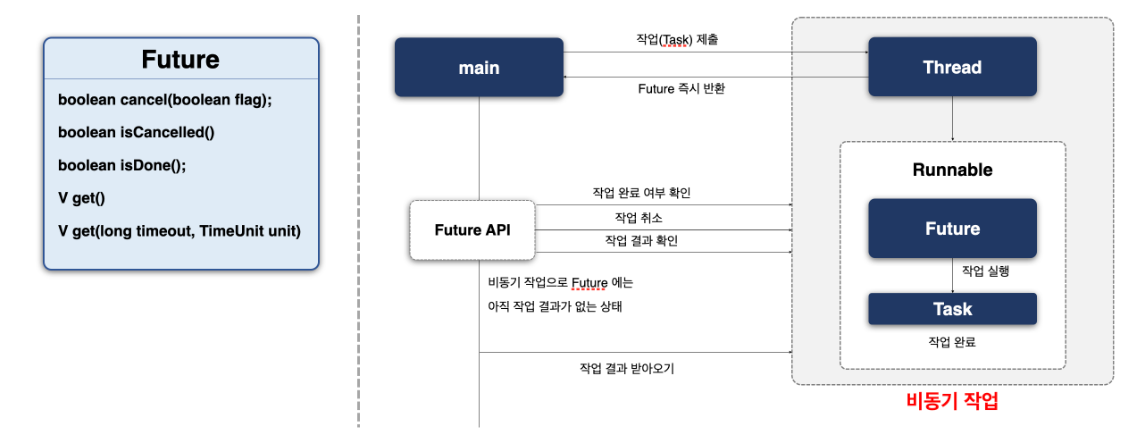 Future
boolean cancel(boolean flag);
boolean isCancelled()
boolean isDone();
V get()
V get(long timeout, TimeUnit unit)
main
작업(Task) 제출
Future 즉시 반환
Thread
Runnable
Future
작업 실행
Task
작업 완료
Future API
작업 완료 여부 확인
작업 취소
작업 결과 확인
비동기 작업으로 Future 에는
아직 작업 결과가 없는 상태
작업 결과 받아오기
비동기 작업